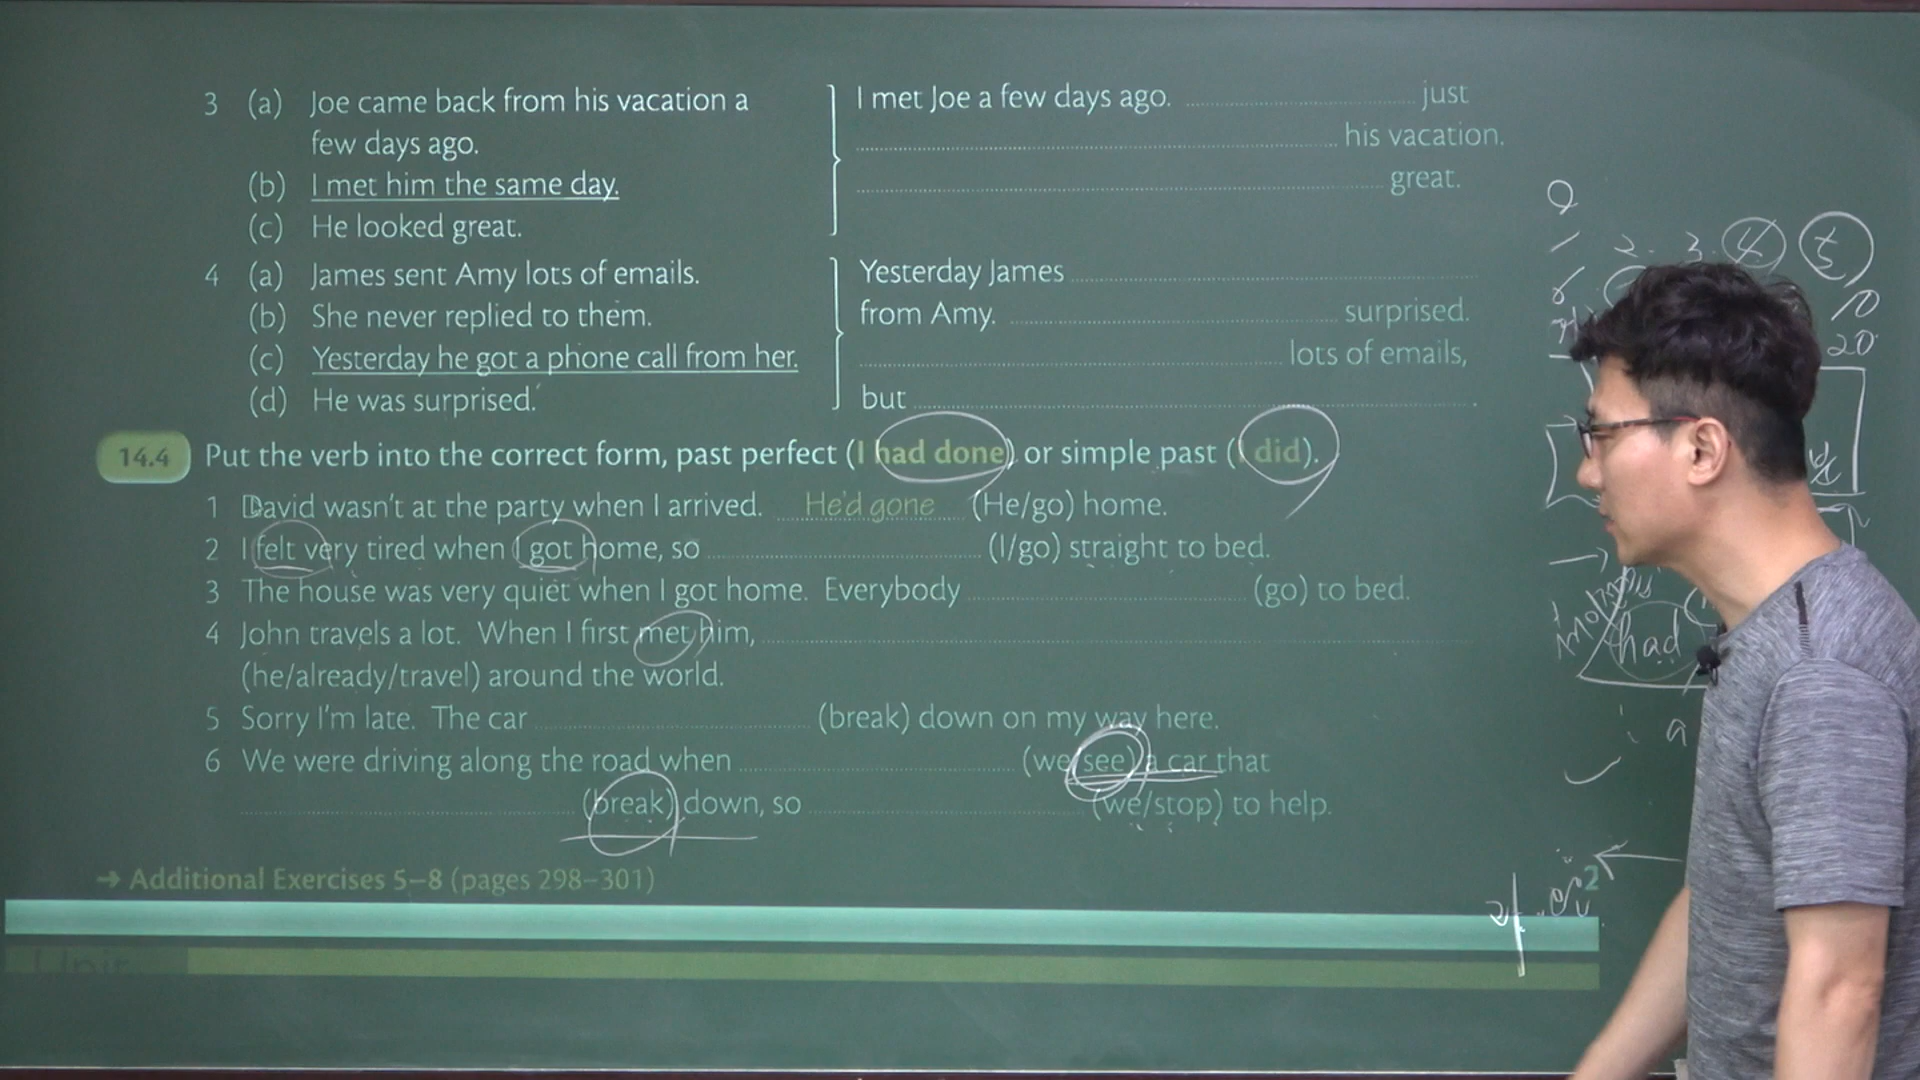 3 (a) Joe came back from his vacation a
few days ago.
(b) I met him the same day.
(c) He looked great.
I met Joe a few days ago. ........ just
........ his vacation.
........ great.
4 (a) James sent Amy lots of emails.
(b) She never replied to them.
(c) Yesterday he got a phone call from her.
(d) He was surprised.
Yesterday James ........
from Amy. ........ surprised.
........ lots of emails,
but ........
14.4 Put the verb into the correct form, past perfect (I had done) or simple past (I did).
1 David wasn't at the party when I arrived. He'd gone (He/go) home.
2 I felt very tired when I got home, so ........ (I/go) straight to bed.
3 The house was very quiet when I got home. Everybody ........ (go) to bed.
4 John travels a lot. When I first met him, ........
(he/already/travel) around the world.
5 Sorry I'm late. The car ........ (break) down on my way here.
6 We were driving along the road when ........ (we/see) a car that
........ (break) down, so ........ (we/stop) to help.
→ Additional Exercises 5–8 (pages 298–301)
2. 3. 4 5
10
20
had
a
2
Unit